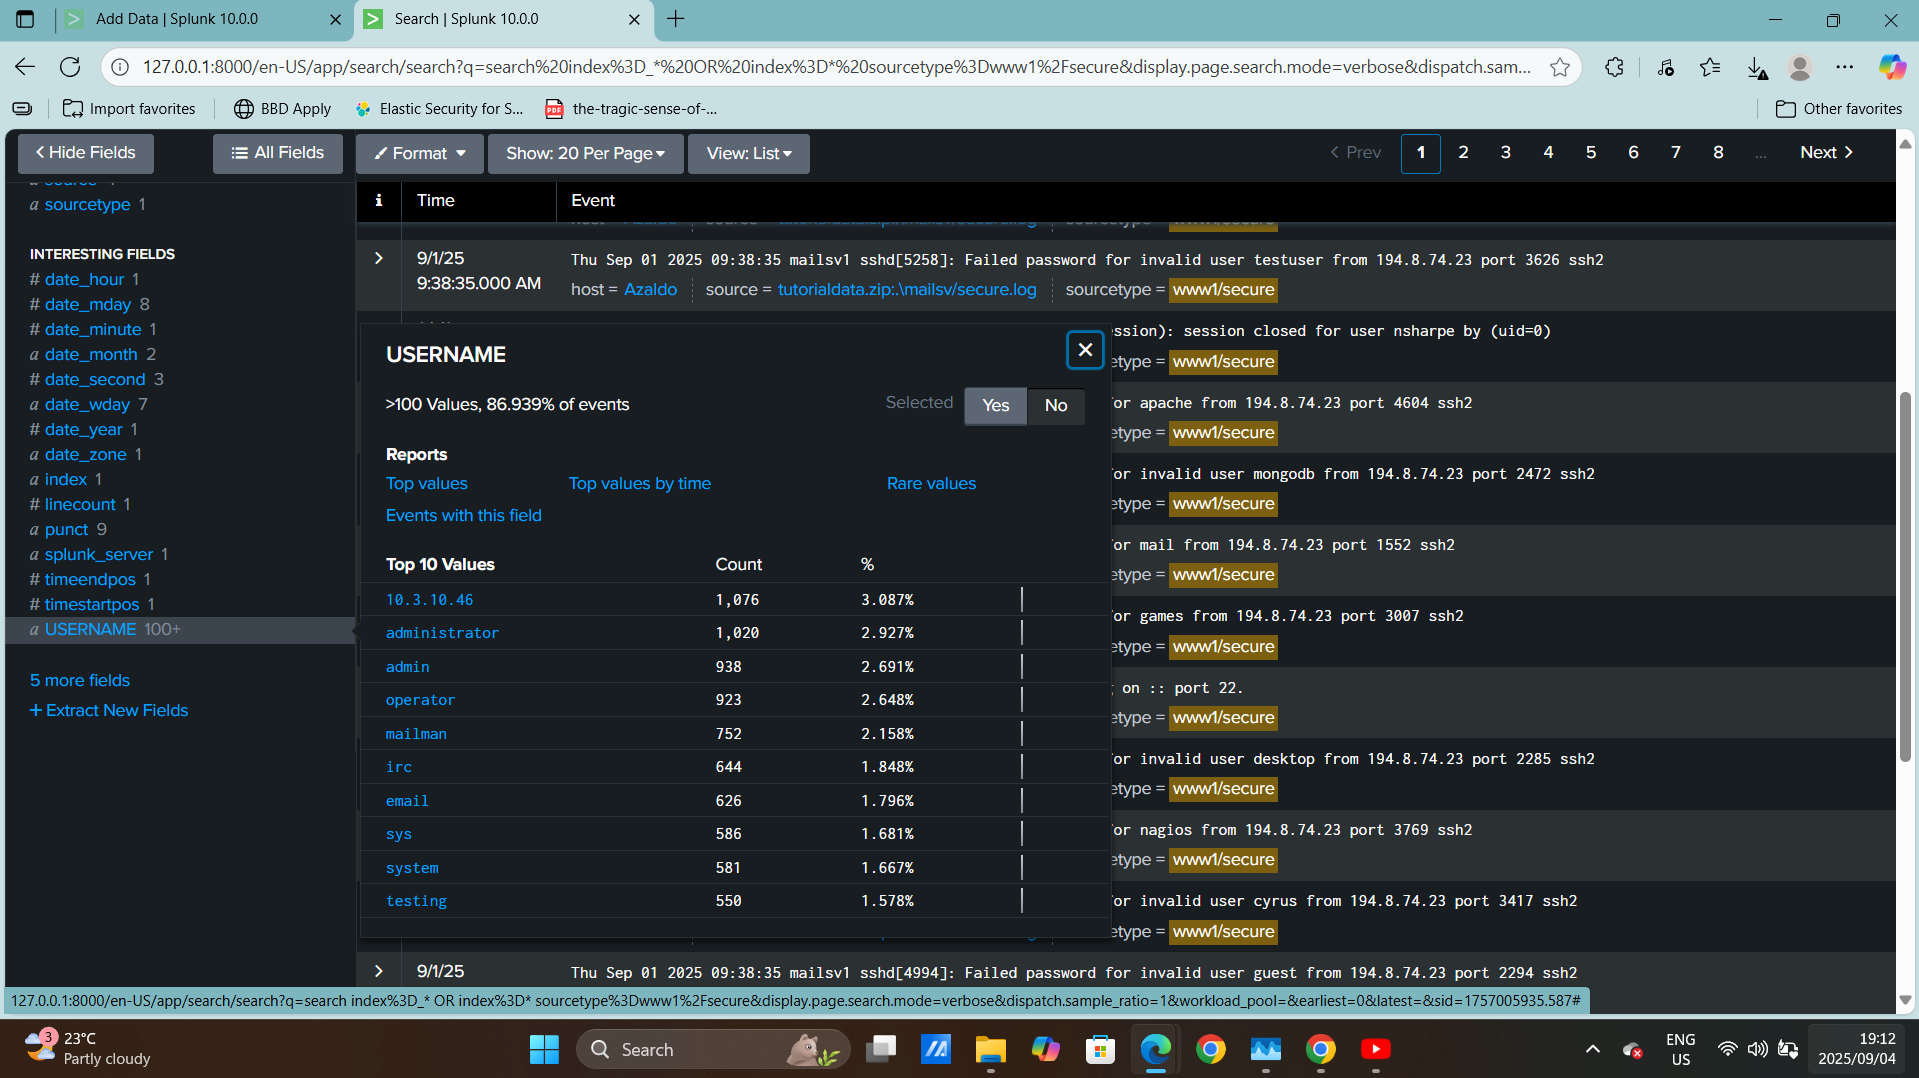 Add Data | Splunk 10.0.0
Search | Splunk 10.0.0
127.0.0.1:8000/en-US/app/search/search?q=search%20index%3D_*%20OR%20index%3D*%20sourcetype%3Dwww1%2Fsecure&display.page.search.mode=verbose&dispatch.sam...
Import favorites
BBD Apply
Elastic Security for S...
the-tragic-sense-of-...
Other favorites
Hide Fields
All Fields
Format
Show: 20 Per Page
View: List
Prev 1 2 3 4 5 6 7 8 ... Next
a sourcetype 1
INTERESTING FIELDS
# date_hour 1
# date_mday 8
# date_minute 1
a date_month 2
# date_second 3
a date_wday 7
# date_year 1
a date_zone 1
a index 1
# linecount 1
a punct 9
a splunk_server 1
# timeendpos 1
# timestartpos 1
a USERNAME 100+
5 more fields
+ Extract New Fields
i Time Event
9/1/25
9:38:35.000 AM
Thu Sep 01 2025 09:38:35 mailsv1 sshd[5258]: Failed password for invalid user testuser from 194.8.74.23 port 3626 ssh2
host = Azaldo source = tutorialdata.zip:.\mailsv/secure.log sourcetype = www1/secure
USERNAME
>100 Values, 86.939% of events
Selected Yes No
Reports
Top values Top values by time Rare values
Events with this field
Top 10 Values Count %
10.3.10.46 1,076 3.087%
administrator 1,020 2.927%
admin 938 2.691%
operator 923 2.648%
mailman 752 2.158%
irc 644 1.848%
email 626 1.796%
sys 586 1.681%
system 581 1.667%
testing 550 1.578%
ssion): session closed for user nsharpe by (uid=0)
etype = www1/secure
or apache from 194.8.74.23 port 4604 ssh2
etype = www1/secure
or invalid user mongodb from 194.8.74.23 port 2472 ssh2
etype = www1/secure
or mail from 194.8.74.23 port 1552 ssh2
etype = www1/secure
or games from 194.8.74.23 port 3007 ssh2
etype = www1/secure
on :: port 22.
etype = www1/secure
or invalid user desktop from 194.8.74.23 port 2285 ssh2
etype = www1/secure
or nagios from 194.8.74.23 port 3769 ssh2
etype = www1/secure
or invalid user cyrus from 194.8.74.23 port 3417 ssh2
etype = www1/secure
9/1/25
Thu Sep 01 2025 09:38:35 mailsv1 sshd[4994]: Failed password for invalid user guest from 194.8.74.23 port 2294 ssh2
127.0.0.1:8000/en-US/app/search/search?q=search index%3D_* OR index%3D* sourcetype%3Dwww1%2Fsecure&display.page.search.mode=verbose&dispatch.sample_ratio=1&workload_pool=&earliest=0&latest=&sid=1757005935.587#
3
23°C
Partly cloudy
Search
ENG
US
19:12
2025/09/04